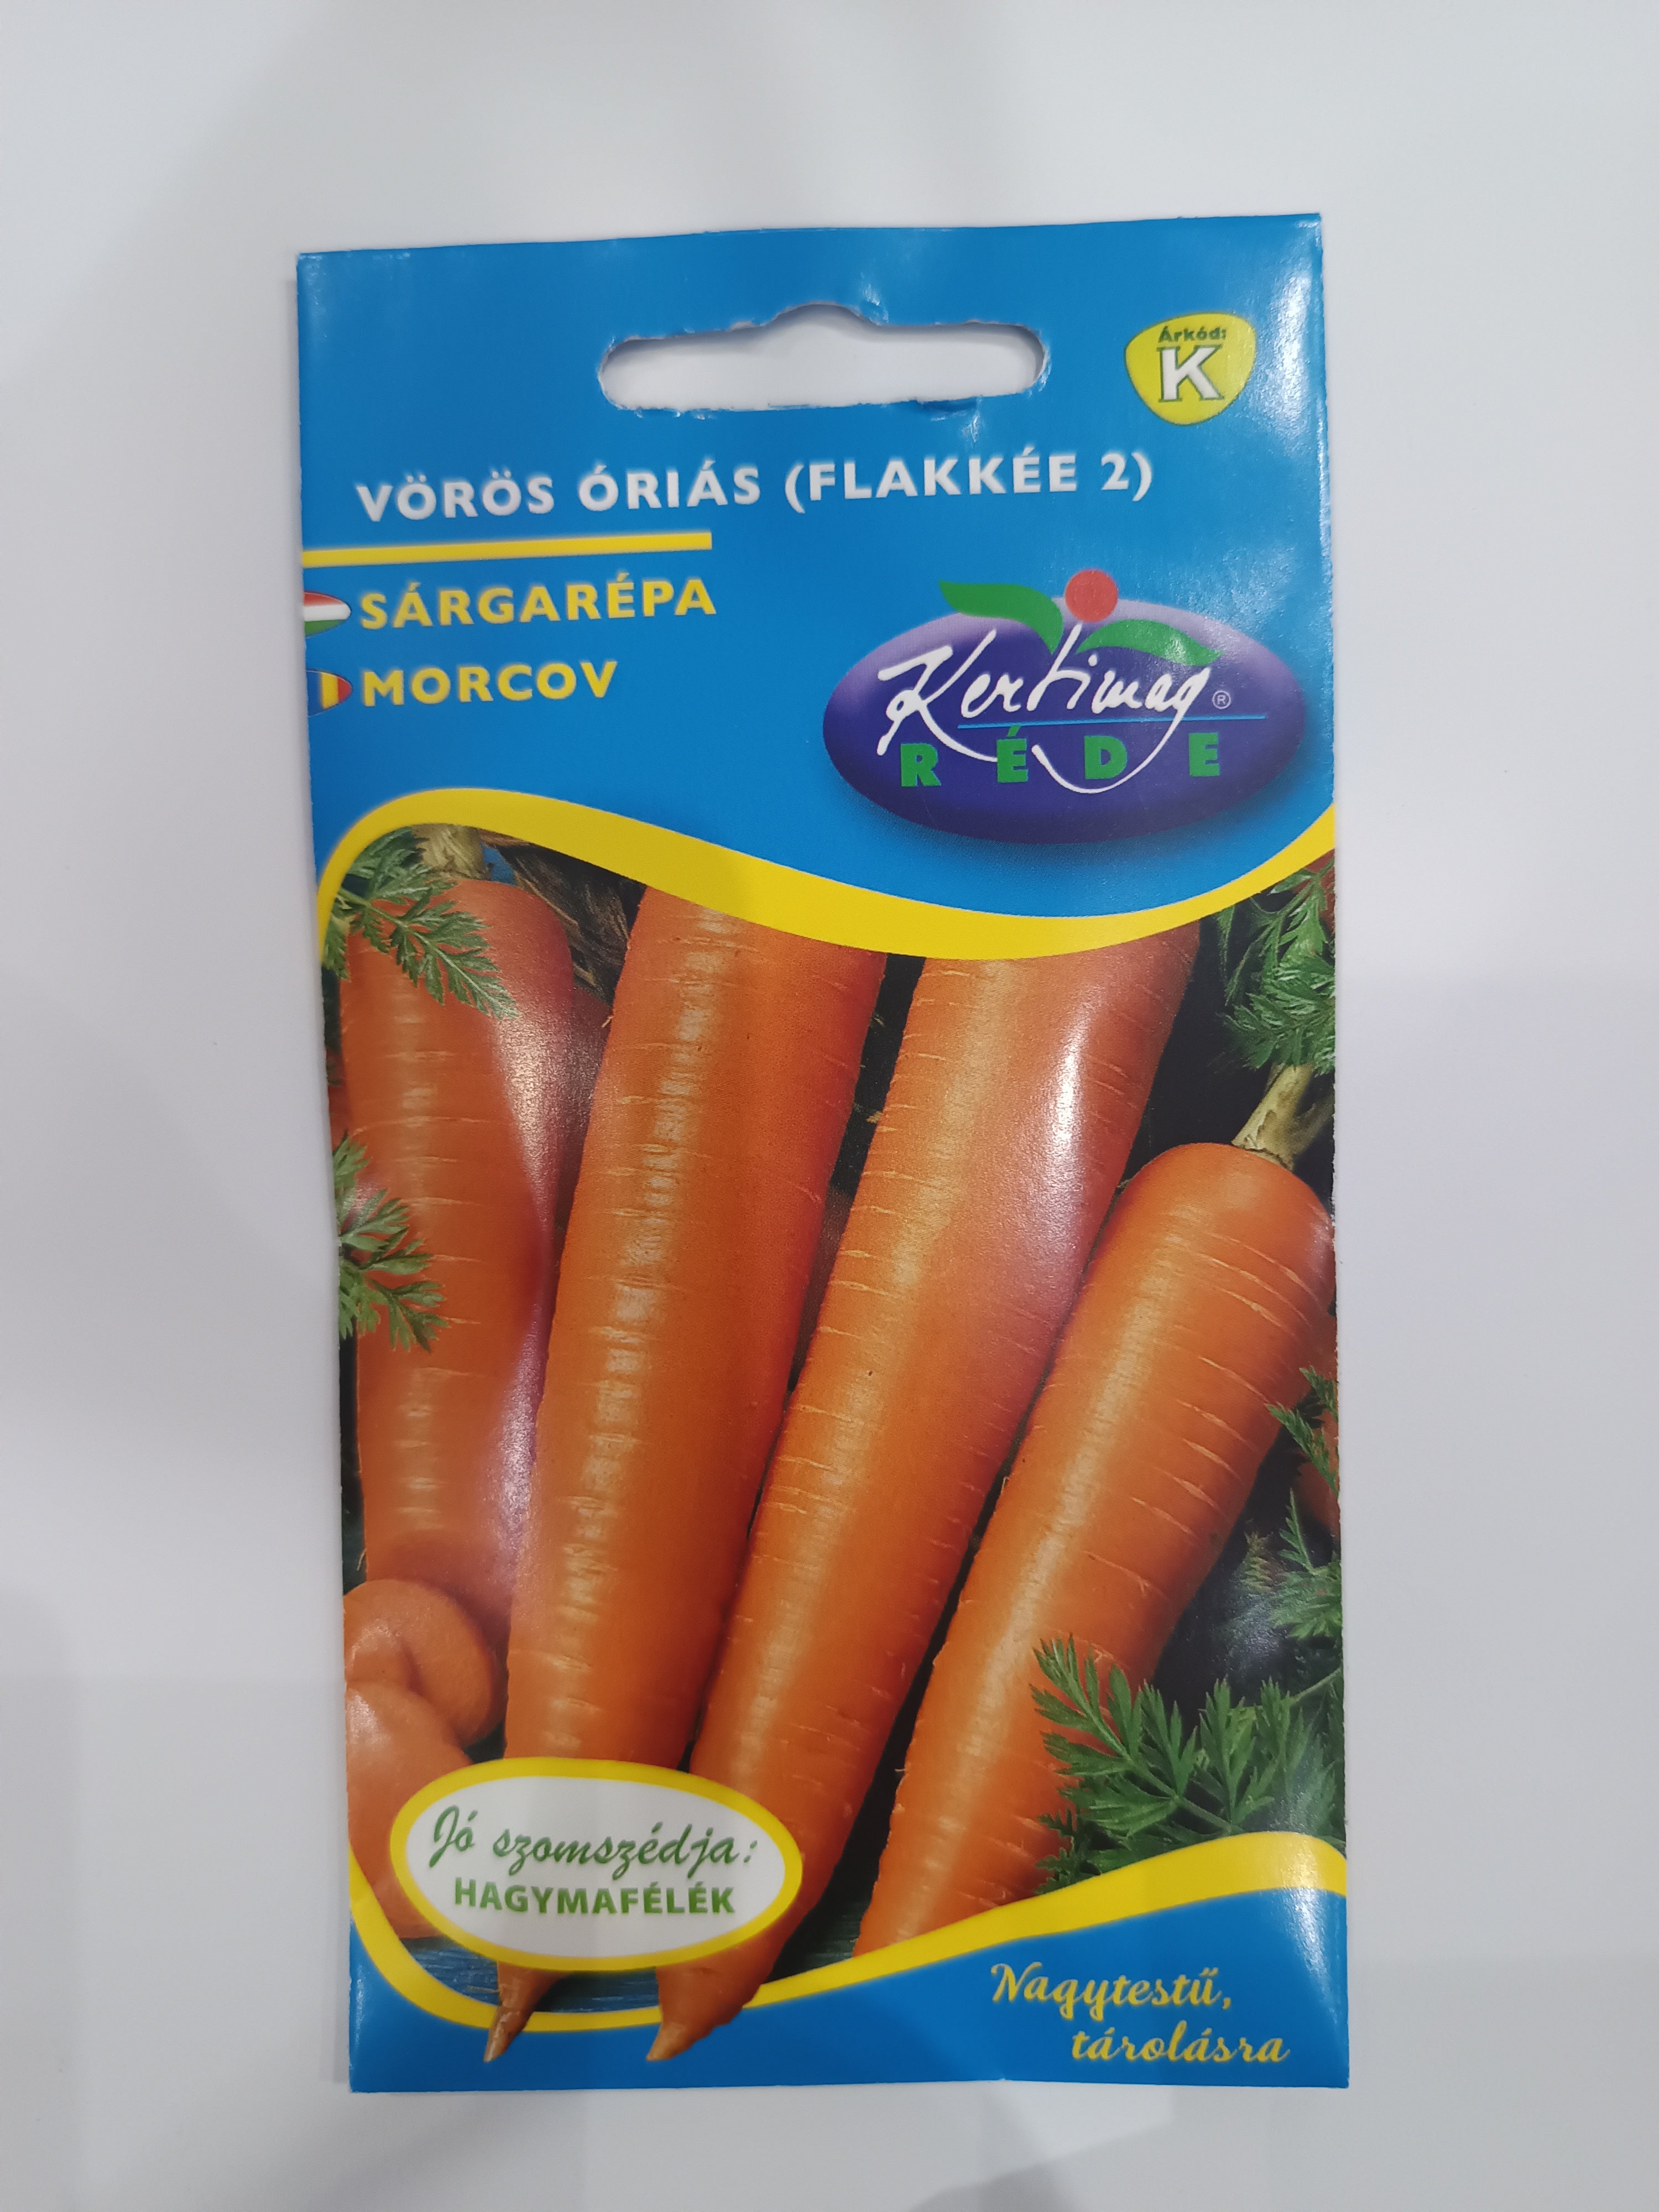 Árkód:
K
VÖRÖS ÓRIÁS (FLAKKÉE 2)
SÁRGARÉPA
MORCOV
Kertimag ®
RÉDE
Jó szomszédja:
HAGYMAFÉLÉK
Nagytestű,
tárolásra